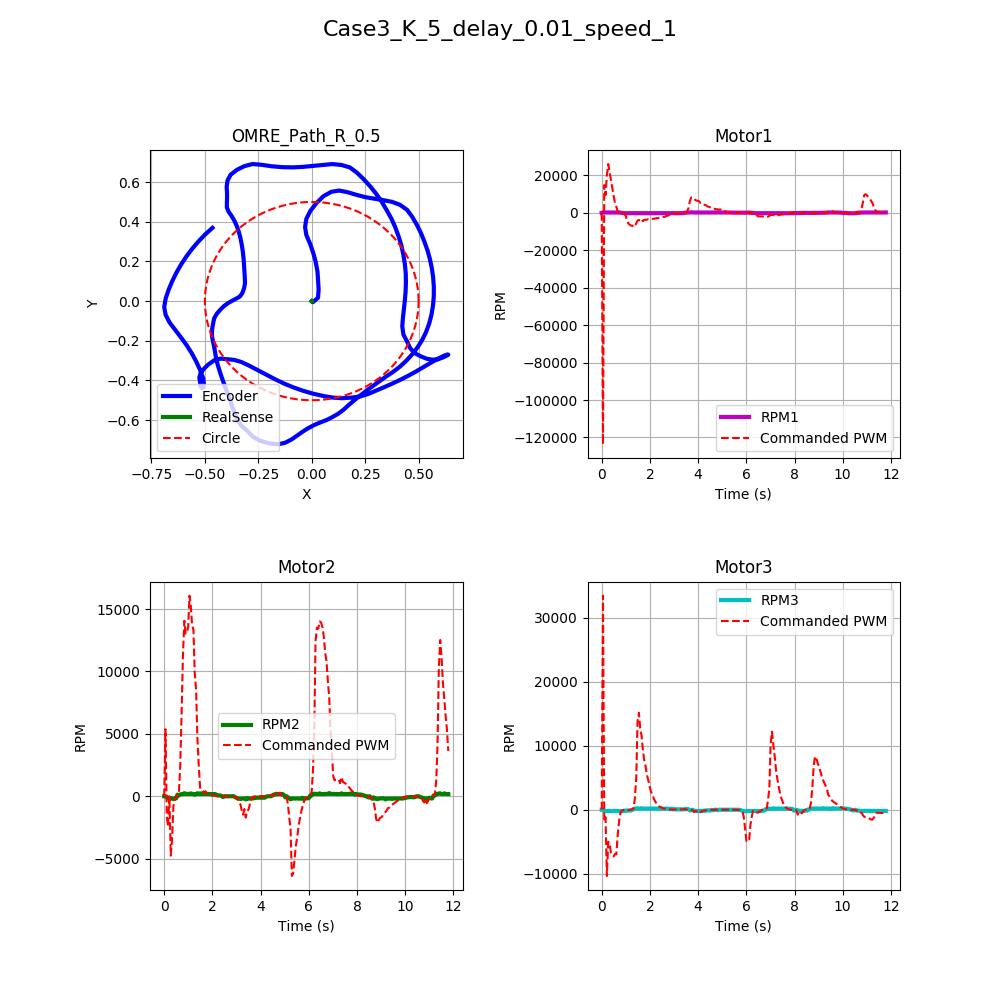 Case3_K_5_delay_0.01_speed_1
OMRE_Path_R_0.5
Y
0.6
0.4
0.2
0.0
−0.2
−0.4
−0.6
Encoder
RealSense
Circle
−0.75 −0.50 −0.25 0.00 0.25 0.50
X
Motor1
RPM
20000
0
−20000
−40000
−60000
−80000
−100000
−120000
RPM1
Commanded PWM
0 2 4 6 8 10 12
Time (s)
Motor2
RPM
15000
10000
5000
0
−5000
RPM2
Commanded PWM
0 2 4 6 8 10 12
Time (s)
Motor3
RPM
30000
20000
10000
0
−10000
RPM3
Commanded PWM
0 2 4 6 8 10 12
Time (s)